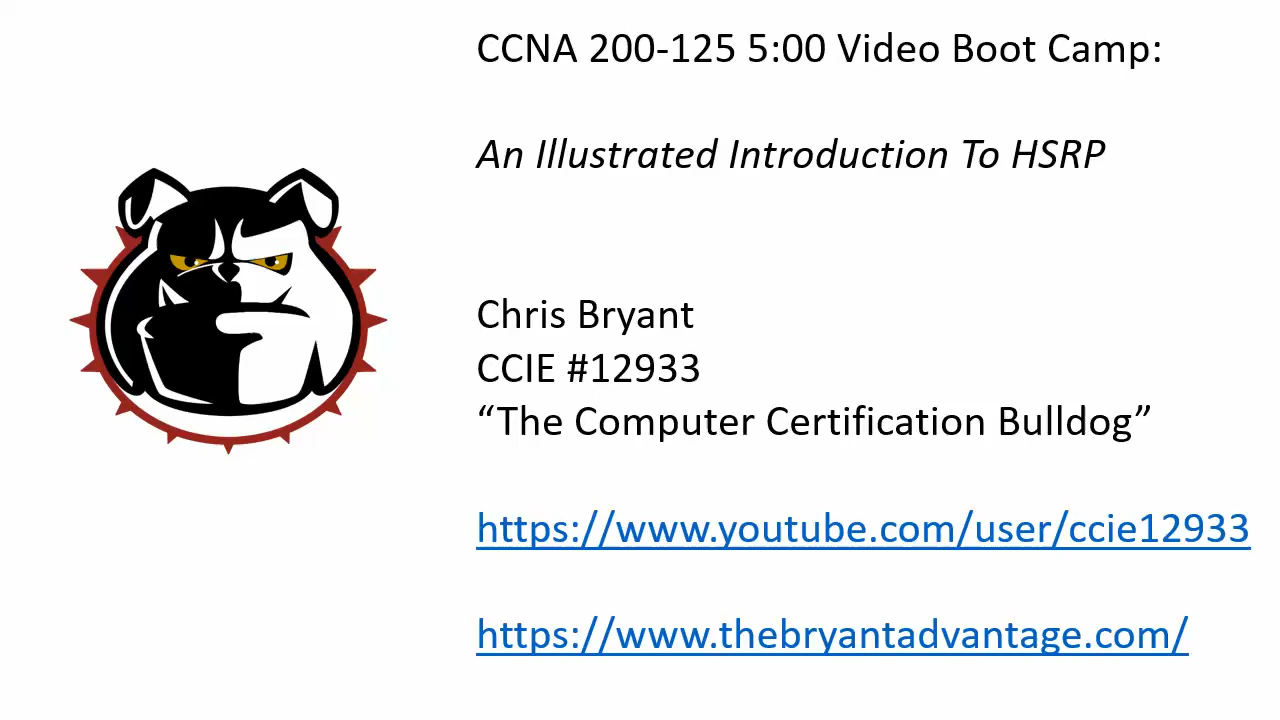 CCNA 200-125 5:00 Video Boot Camp:
An Illustrated Introduction To HSRP
Chris Bryant
CCIE #12933
“The Computer Certification Bulldog”
https://www.youtube.com/user/ccie12933
https://www.thebryantadvantage.com/